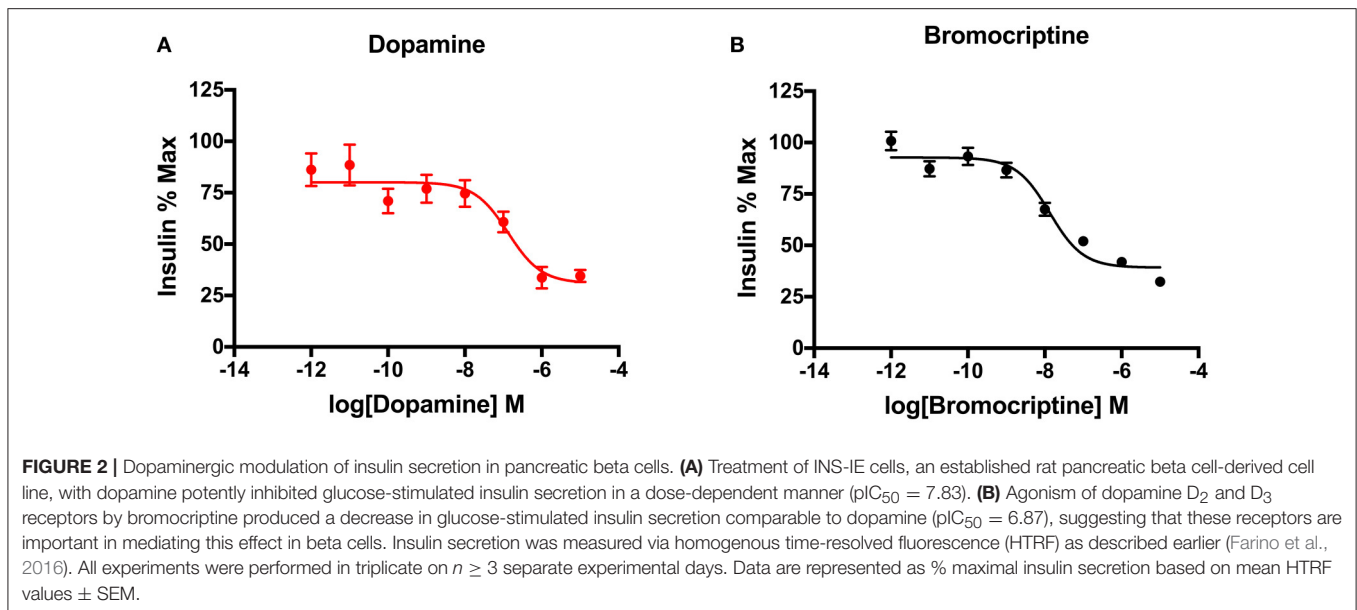 A
Dopamine
125
100
75
50
25
0
Insulin % Max
-14 -12 -10 -8 -6 -4
log[Dopamine] M
B
Bromocriptine
125
100
75
50
25
0
Insulin % Max
-14 -12 -10 -8 -6 -4
log[Bromocriptine] M
FIGURE 2 | Dopaminergic modulation of insulin secretion in pancreatic beta cells. (A) Treatment of INS-IE cells, an established rat pancreatic beta cell-derived cell
line, with dopamine potently inhibited glucose-stimulated insulin secretion in a dose-dependent manner (pIC50 = 7.83). (B) Agonism of dopamine D2 and D3
receptors by bromocriptine produced a decrease in glucose-stimulated insulin secretion comparable to dopamine (pIC50 = 6.87), suggesting that these receptors are
important in mediating this effect in beta cells. Insulin secretion was measured via homogenous time-resolved fluorescence (HTRF) as described earlier (Farino et al.,
2016). All experiments were performed in triplicate on n ≥ 3 separate experimental days. Data are represented as % maximal insulin secretion based on mean HTRF
values ± SEM.